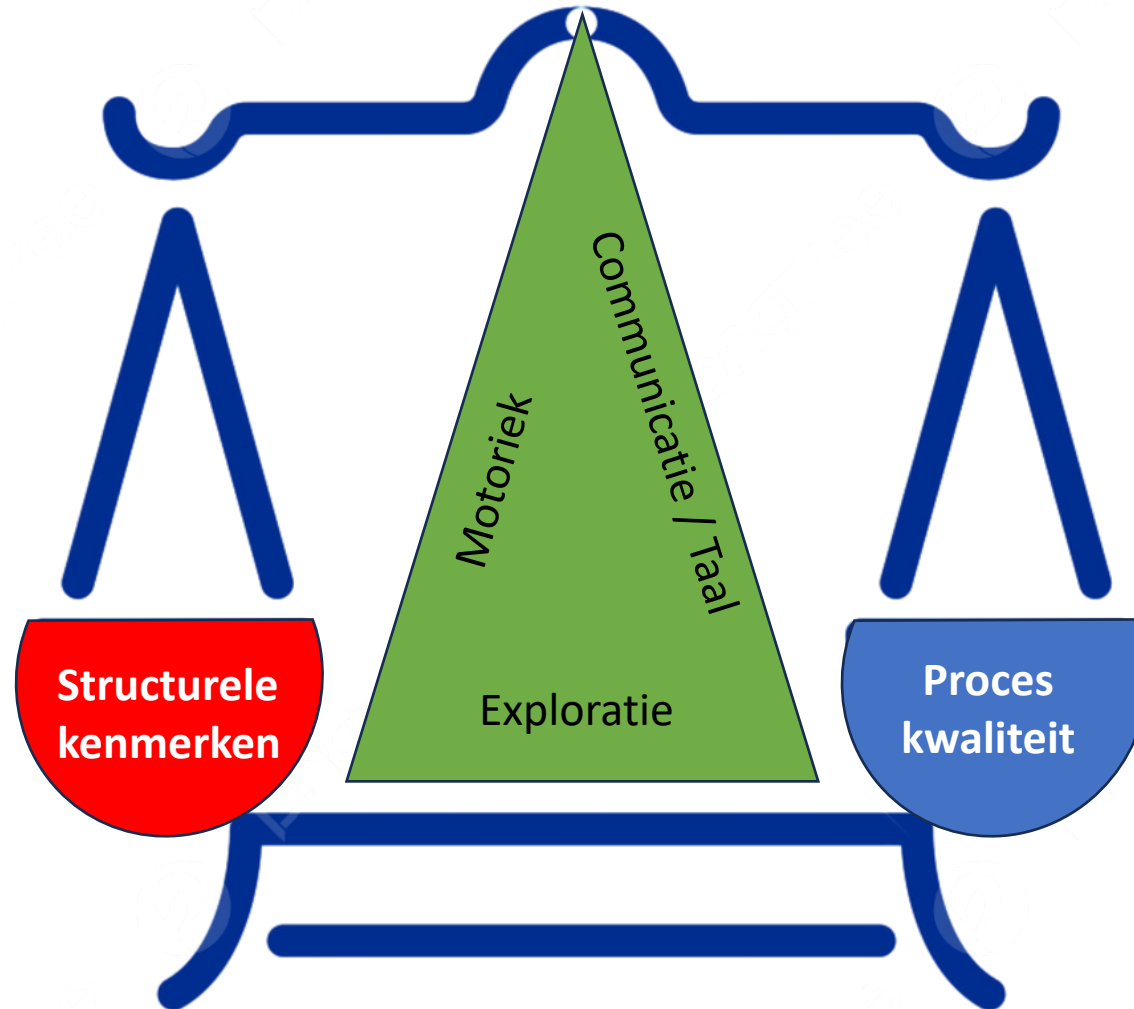 Communicatie / Taal
Motoriek
Structurele
kenmerken
Exploratie
Proces
kwaliteit